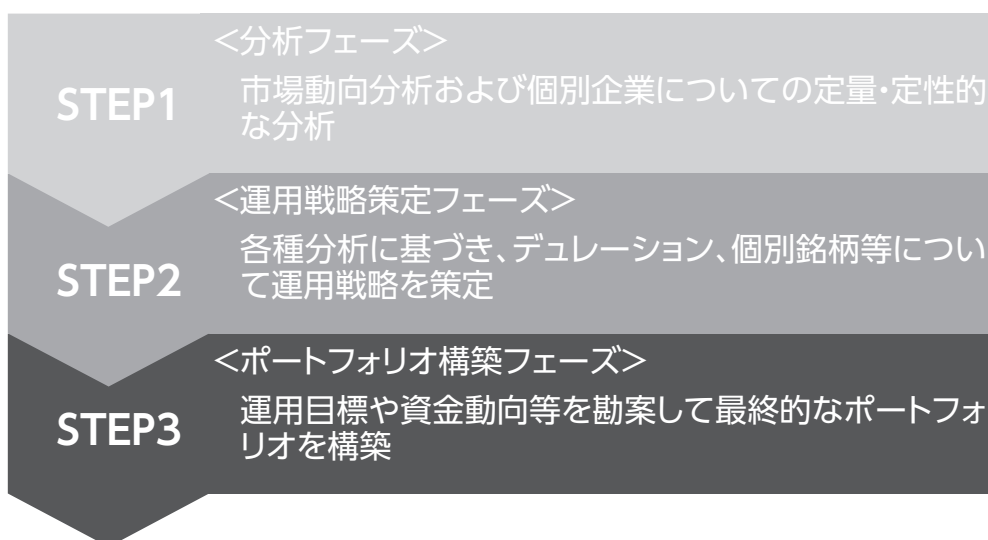 <分析フェーズ>
STEP1
市場動向分析および個別企業についての定量・定性的
な分析
<運用戦略策定フェーズ>
STEP2
各種分析に基づき、デュレーション、個別銘柄等につい
て運用戦略を策定
<ポートフォリオ構築フェーズ>
STEP3
運用目標や資金動向等を勘案して最終的なポートフォ
リオを構築